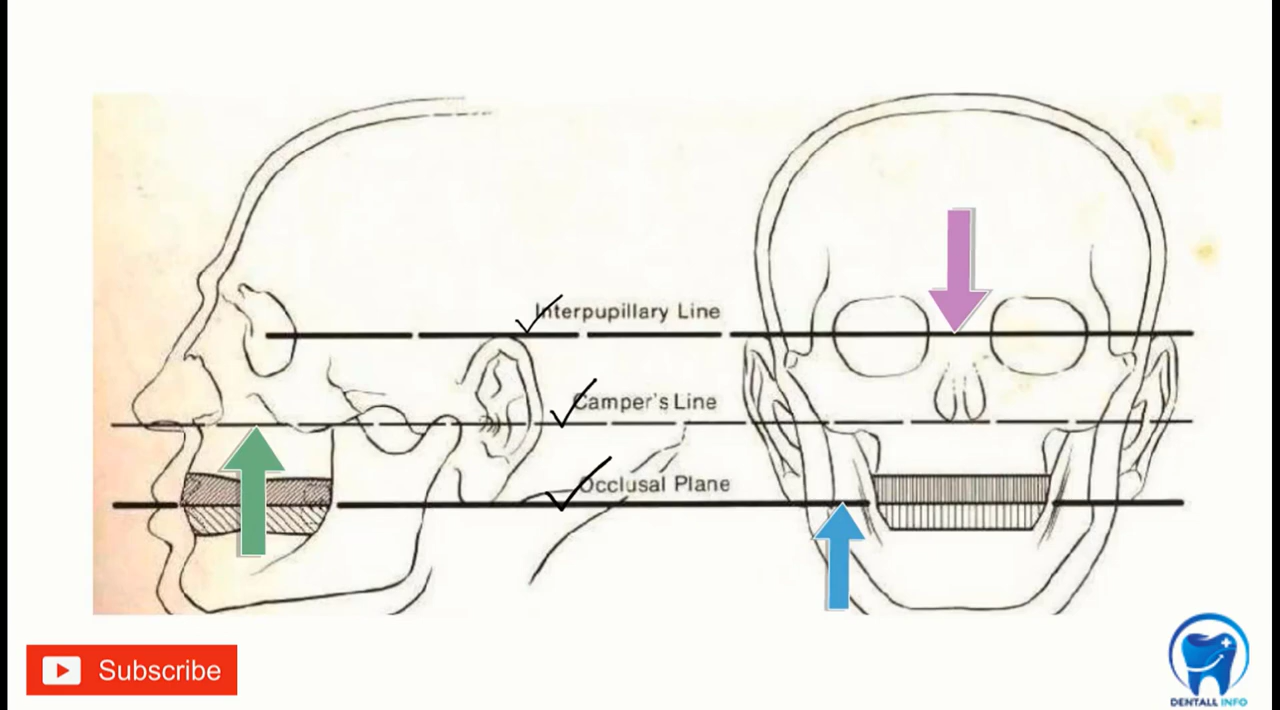 Interpupillary Line
Camper's Line
Occlusal Plane
Subscribe
DENTALL INFO